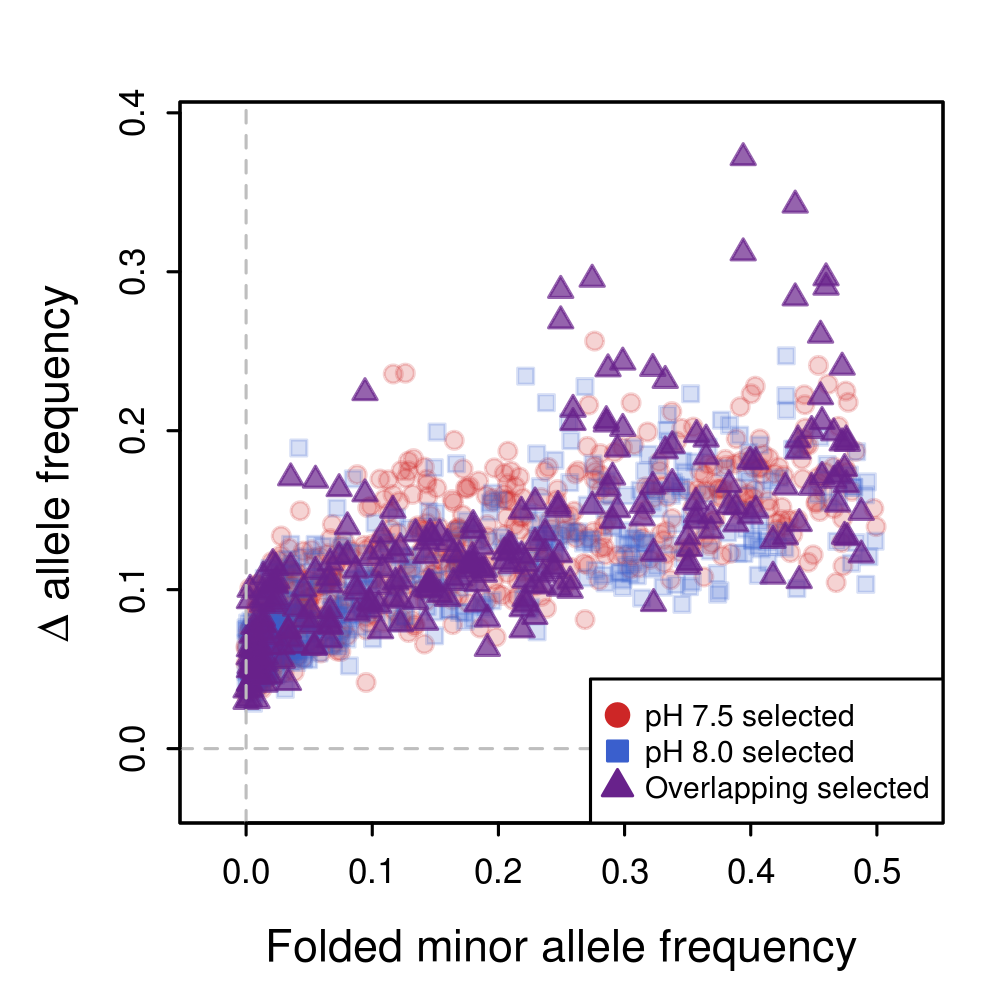 0.4
0.3
0.2
0.1
0.0
Δ allele frequency
pH 7.5 selected
pH 8.0 selected
Overlapping selected
0.0 0.1 0.2 0.3 0.4 0.5
Folded minor allele frequency